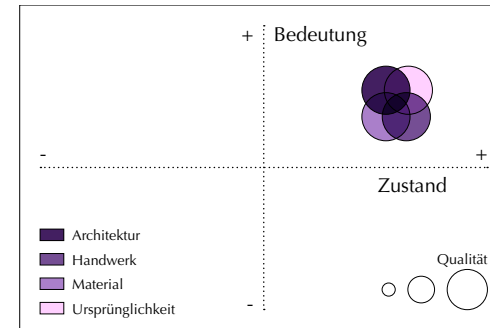 + Bedeutung
- +
Zustand
Architektur
Handwerk
Material
Ursprünglichkeit
Qualität
-